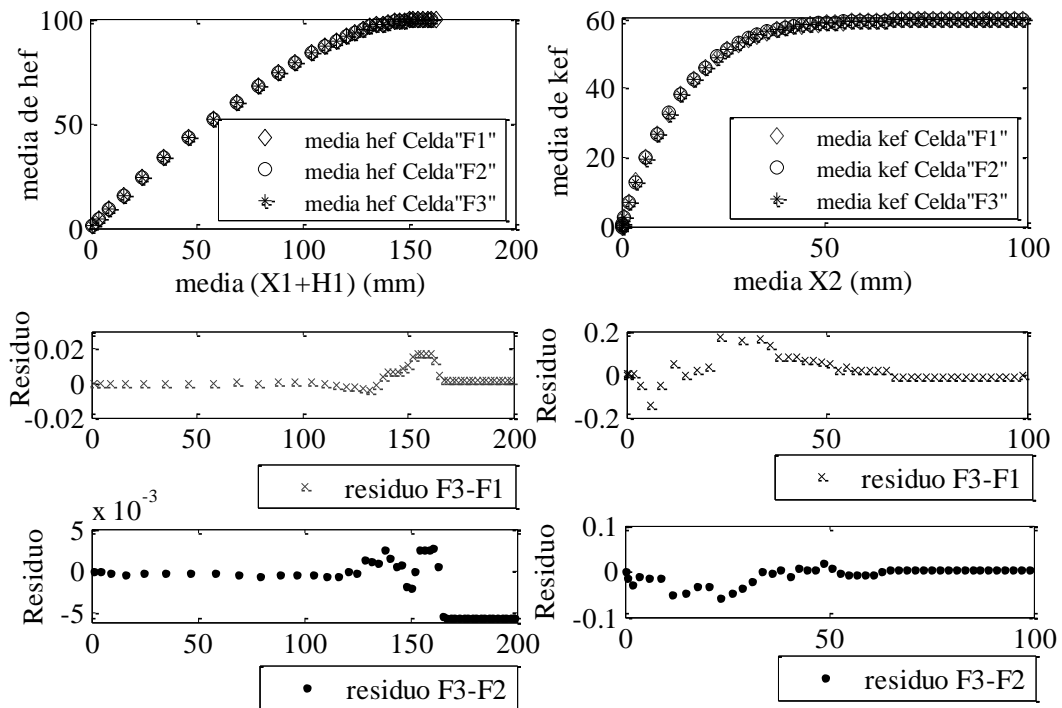 media de hef
100
50
0
media hef Celda"F1"
media hef Celda"F2"
media hef Celda"F3"
0 50 100 150 200
media (X1+H1) (mm)
media de kef
60
40
20
0
media kef Celda"F1"
media kef Celda"F2"
media kef Celda"F3"
0 50 100
media X2 (mm)
Residuo
0.02
0
-0.02
0 50 100 150 200
residuo F3-F1
Residuo
0.2
0
-0.2
0 50 100
residuo F3-F1
x 10⁻³
Residuo
5
0
-5
0 50 100 150 200
residuo F3-F2
Residuo
0.1
0
-0.1
0 50 100
residuo F3-F2